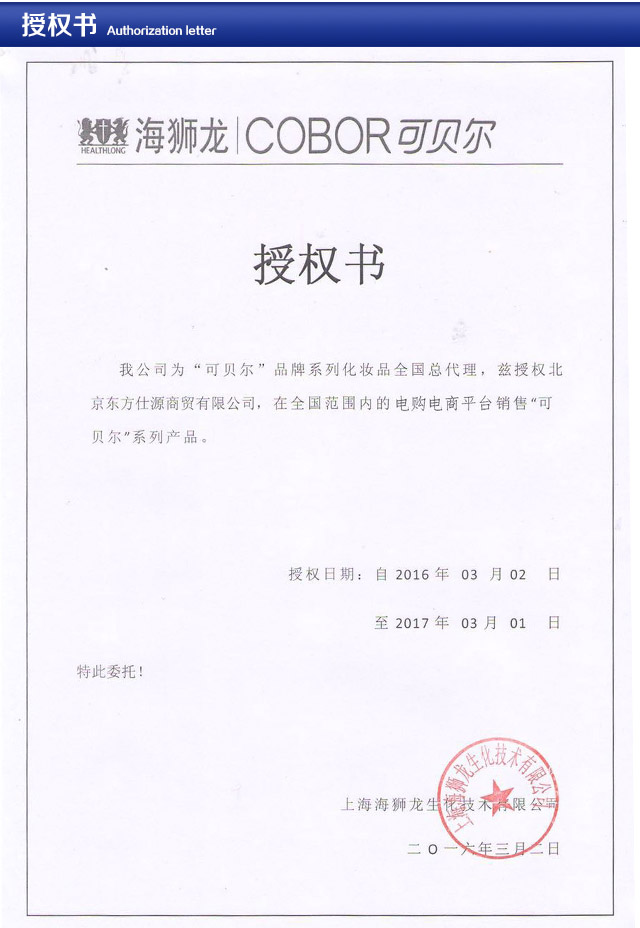 授权书 Authorization letter
HEALTHLONG 海狮龙 | COBOR 可贝尔
授权书
我公司为“可贝尔”品牌系列化妆品全国总代理，兹授权北
京东方仕源商贸有限公司，在全国范围内的电购电商平台销售“可
贝尔”系列产品。
授权日期：自 2016 年 03 月 02 日
至 2017 年 03 月 01 日
特此委托！
上海海狮龙生化技术有限公司
上海海狮龙生化技术有限公司
二〇一六年三月二日